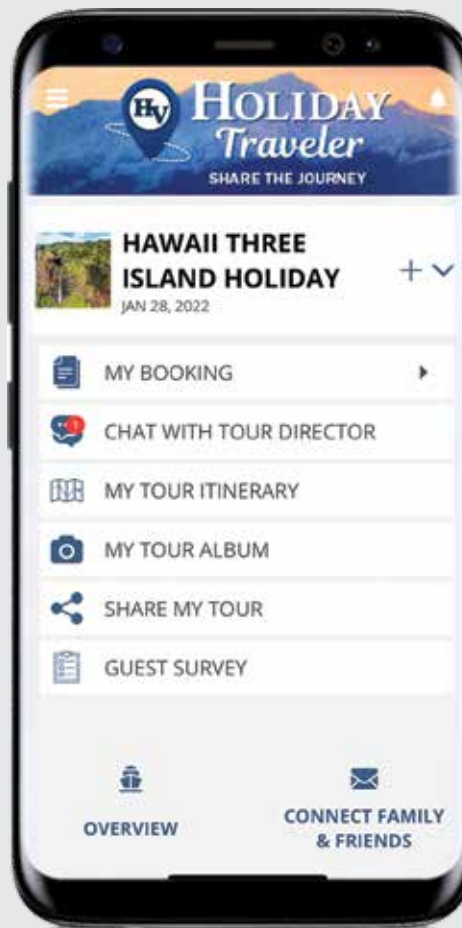 HV
HOLIDAY
Traveler
SHARE THE JOURNEY
HAWAII THREE
ISLAND HOLIDAY
JAN 28, 2022
MY BOOKING
CHAT WITH TOUR DIRECTOR
MY TOUR ITINERARY
MY TOUR ALBUM
SHARE MY TOUR
GUEST SURVEY
OVERVIEW
CONNECT FAMILY
& FRIENDS